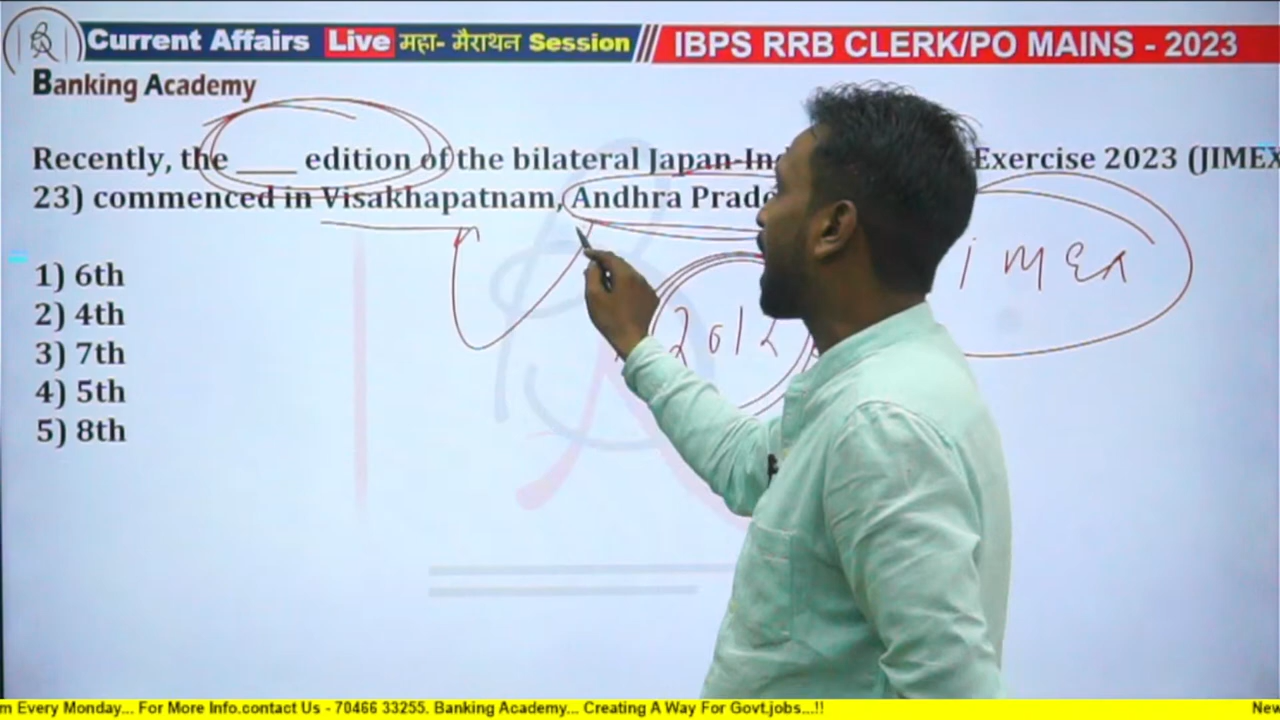 Current Affairs Live महा- मैराथन Session IBPS RRB CLERK/PO MAINS - 2023
Banking Academy
Recently, the ____ edition of the bilateral Japan- Exercise 2023 (JIMEX
23) commenced in Visakhapatnam, Andhra
1) 6th
2) 4th
3) 7th
4) 5th
5) 8th
2012
m Every Monday... For More Info.contact Us - 70466 33255. Banking Academy... Creating A Way For Govt.jobs...!! New